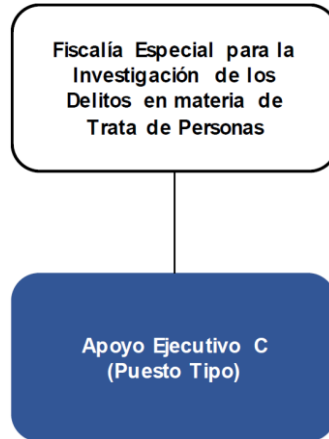 Fiscalía Especial para la
Investigación de los
Delitos en materia de
Trata de Personas
Apoyo Ejecutivo C
(Puesto Tipo)